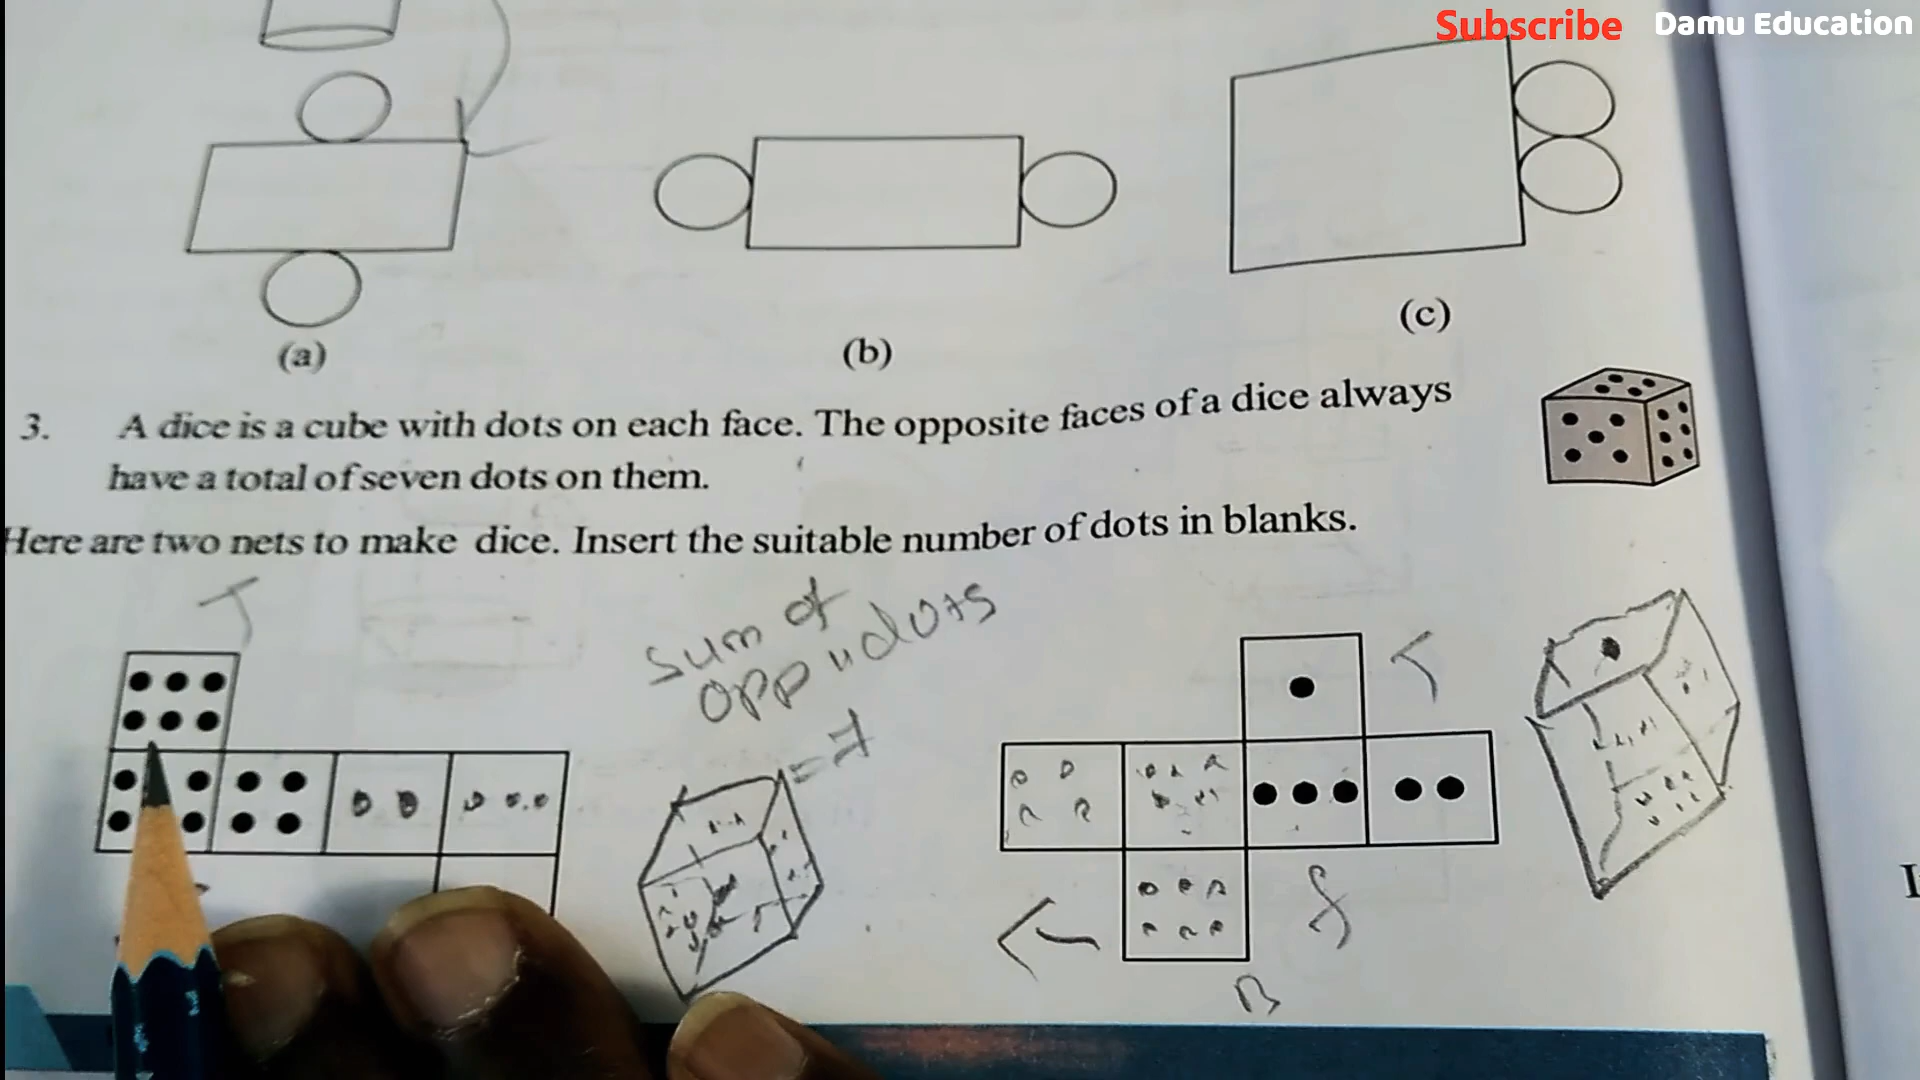 Subscribe Damu Education
(a)
(b)
(c)
3. A dice is a cube with dots on each face. The opposite faces of a dice always
have a total of seven dots on them.
Here are two nets to make dice. Insert the suitable number of dots in blanks.
T
Sum of
opp dots
= 7
T
B
I